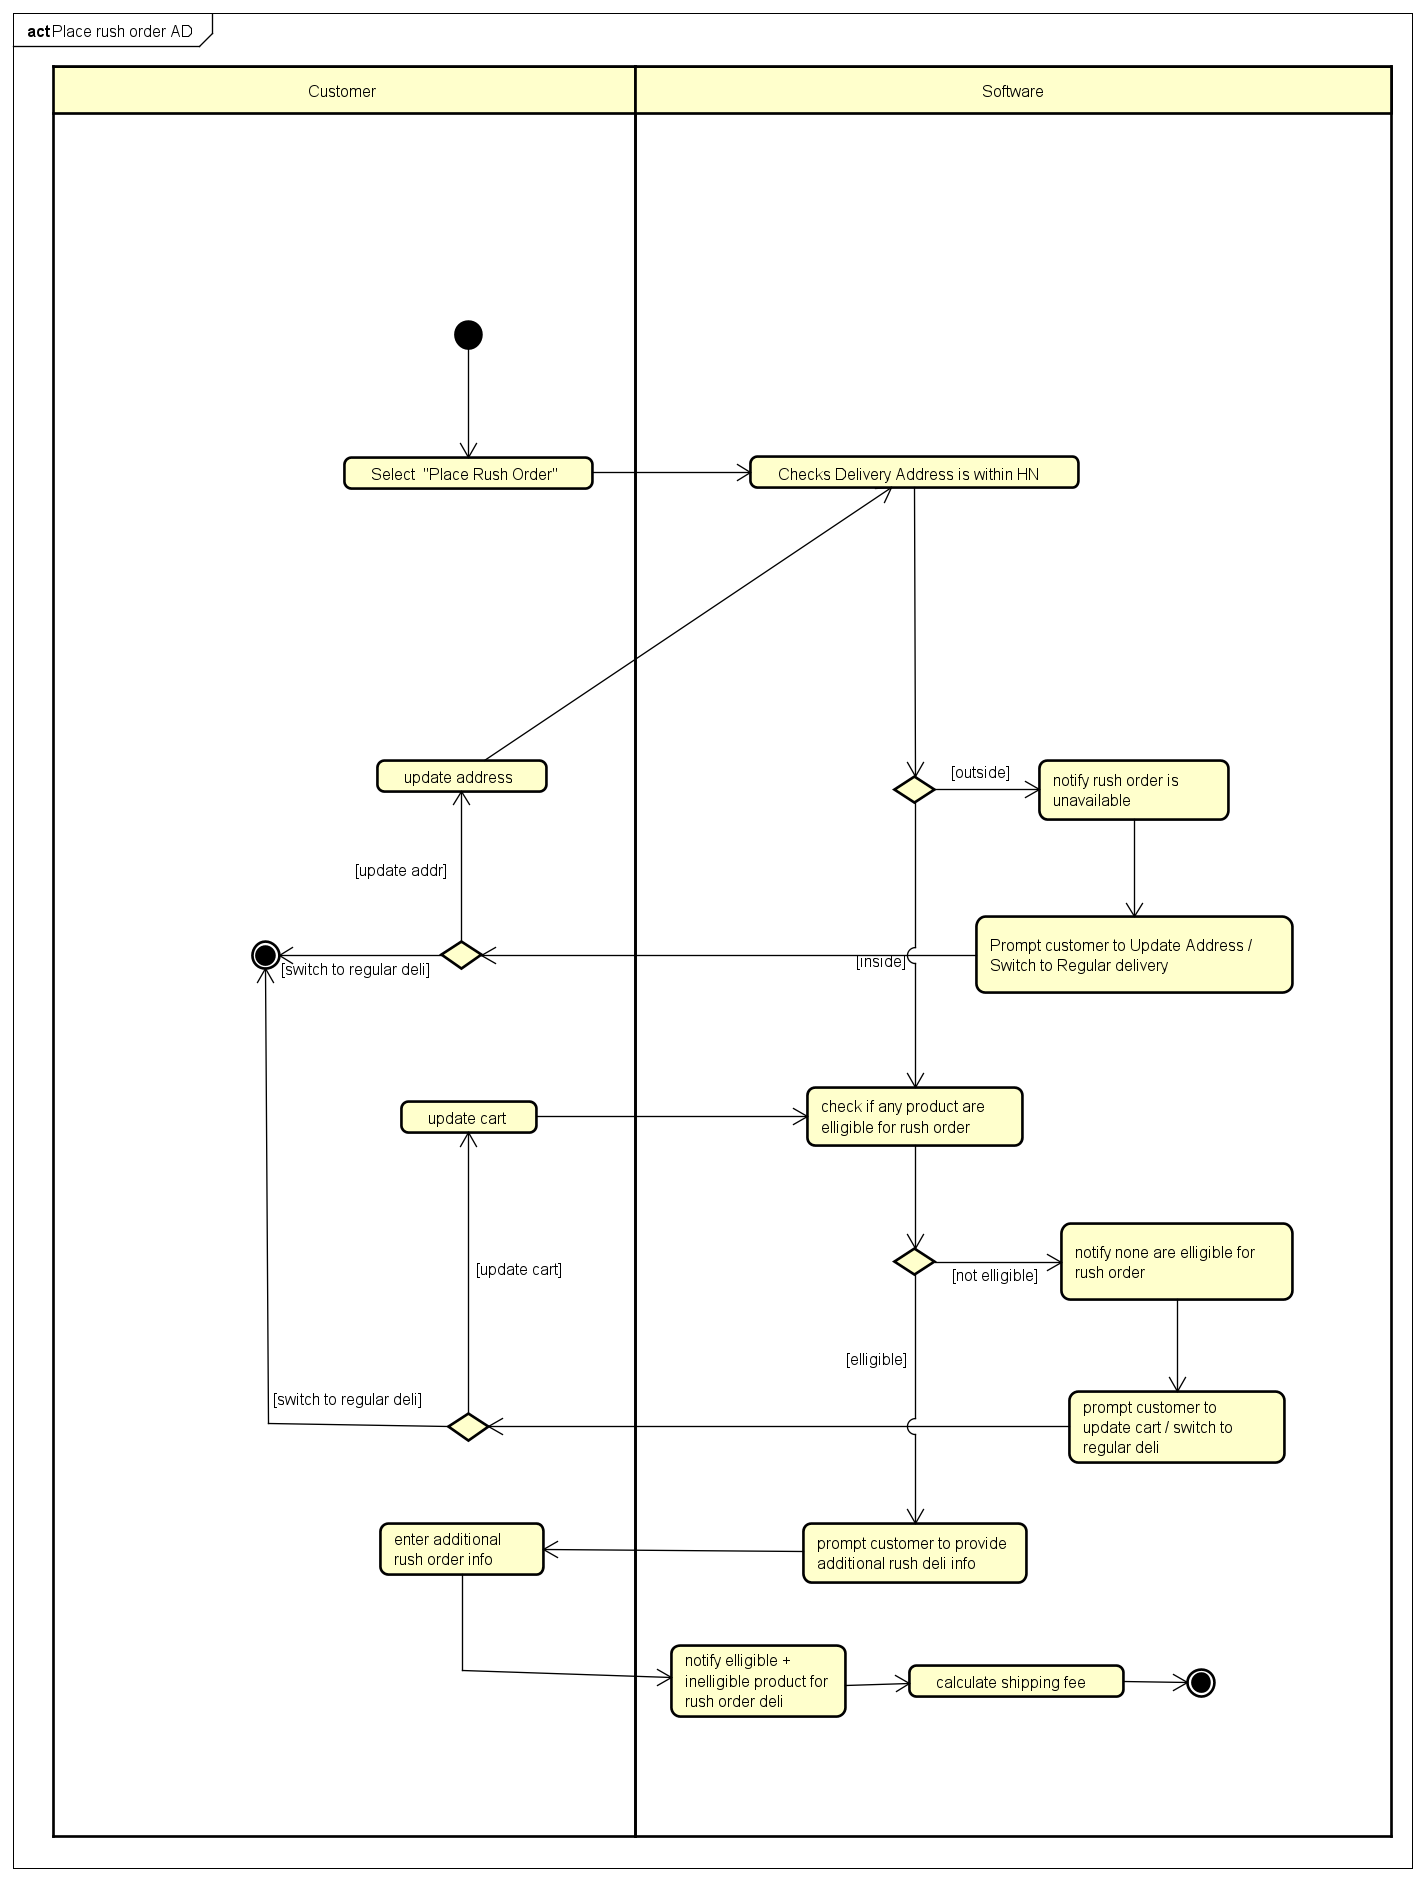 act Place rush order AD
Customer
Software
Select "Place Rush Order"
Checks Delivery Address is within HN
update address
[outside]
notify rush order is
unavailable
[update addr]
Prompt customer to Update Address /
Switch to Regular delivery
[inside]
[switch to regular deli]
update cart
check if any product are
elligible for rush order
[update cart]
notify none are elligible for
rush order
[not elligible]
[elligible]
[switch to regular deli]
prompt customer to
update cart / switch to
regular deli
enter additional
rush order info
prompt customer to provide
additional rush deli info
notify elligible +
inelligible product for
rush order deli
calculate shipping fee